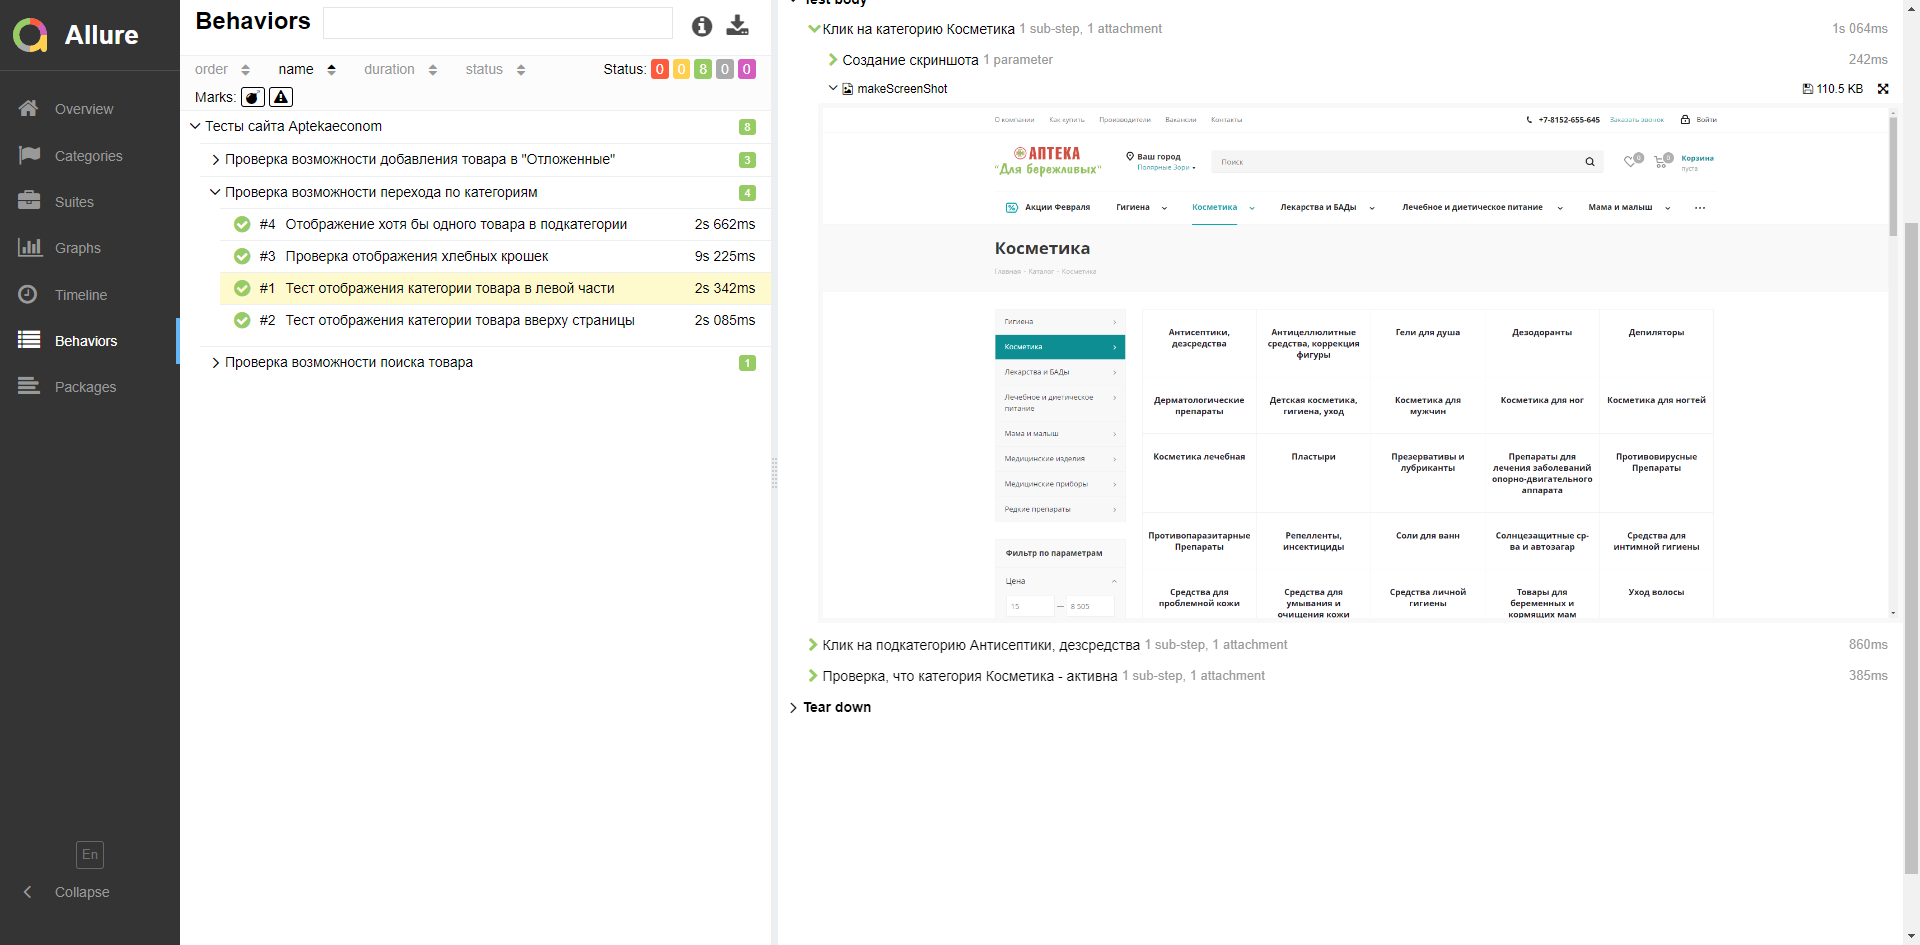 Allure
Overview
Categories
Suites
Graphs
Timeline
Behaviors
Packages
En
Collapse
Behaviors
order name duration status Status: 0 0 8 0 0
Marks:
Тесты сайта Aptekaeconom 8
Проверка возможности добавления товара в "Отложенные" 3
Проверка возможности перехода по категориям 4
#4 Отображение хотя бы одного товара в подкатегории 2s 662ms
#3 Проверка отображения хлебных крошек 9s 225ms
#1 Тест отображения категории товара в левой части 2s 342ms
#2 Тест отображения категории товара вверху страницы 2s 085ms
Проверка возможности поиска товара 1
Test body
Клик на категорию Косметика 1 sub-step, 1 attachment 1s 064ms
Создание скриншота 1 parameter 242ms
makeScreenShot 110.5 KB
О компании Как купить Производители Вакансии Контакты +7-8152-655-645 Заказать звонок Войти
АПТЕКА
"Для бережливых"
Ваш город
Полярные Зори
Поиск
0 0 Корзина
пуста
% Акции Февраля Гигиена Косметика Лекарства и БАДы Лечебное и диетическое питание Мама и малыш ...
Косметика
Главная - Каталог - Косметика
Гигиена
Косметика
Лекарства и БАДы
Лечебное и диетическое
питание
Мама и малыш
Медицинские изделия
Медицинские приборы
Редкие препараты
Фильтр по параметрам
Цена
15 — 8 505
Антисептики,
дезсредства
Антицеллюлитные
средства, коррекция
фигуры
Гели для душа
Дезодоранты
Депиляторы
Дерматологические
препараты
Детская косметика,
гигиена, уход
Косметика для
мужчин
Косметика для ног
Косметика для ногтей
Косметика лечебная
Пластыри
Презервативы и
лубриканты
Препараты для
лечения заболеваний
опорно-двигательного
аппарата
Противовирусные
Препараты
Противопаразитарные
Препараты
Репелленты,
инсектициды
Соли для ванн
Солнцезащитные ср-
ва и автозагар
Средства для
интимной гигиены
Средства для
проблемной кожи
Средства для
умывания и
очищения кожи
Средства личной
гигиены
Товары для
беременных и
кормящих мам
Уход волосы
Клик на подкатегорию Антисептики, дезсредства 1 sub-step, 1 attachment 860ms
Проверка, что категория Косметика - активна 1 sub-step, 1 attachment 385ms
Tear down